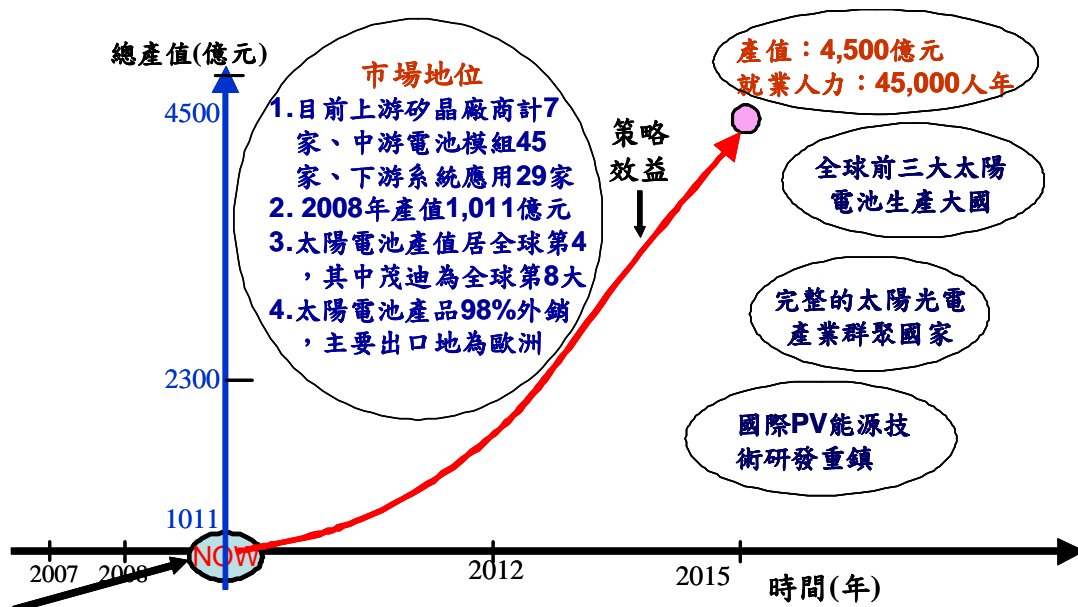 總產值(億元)
4500
2300
1011
市場地位
1.目前上游矽晶廠商計7
家、中游電池模組45
家、下游系統應用29家
2. 2008年產值1,011億元
3.太陽電池產值居全球第4
，其中茂迪為全球第8大
4.太陽電池產品98%外銷
，主要出口地為歐洲
策略
效益
產值：4,500億元
就業人力：45,000人年
全球前三大太陽
電池生產大國
完整的太陽光電
產業群聚國家
國際PV能源技
術研發重鎮
NOW
2007
2008
2012
2015
時間(年)